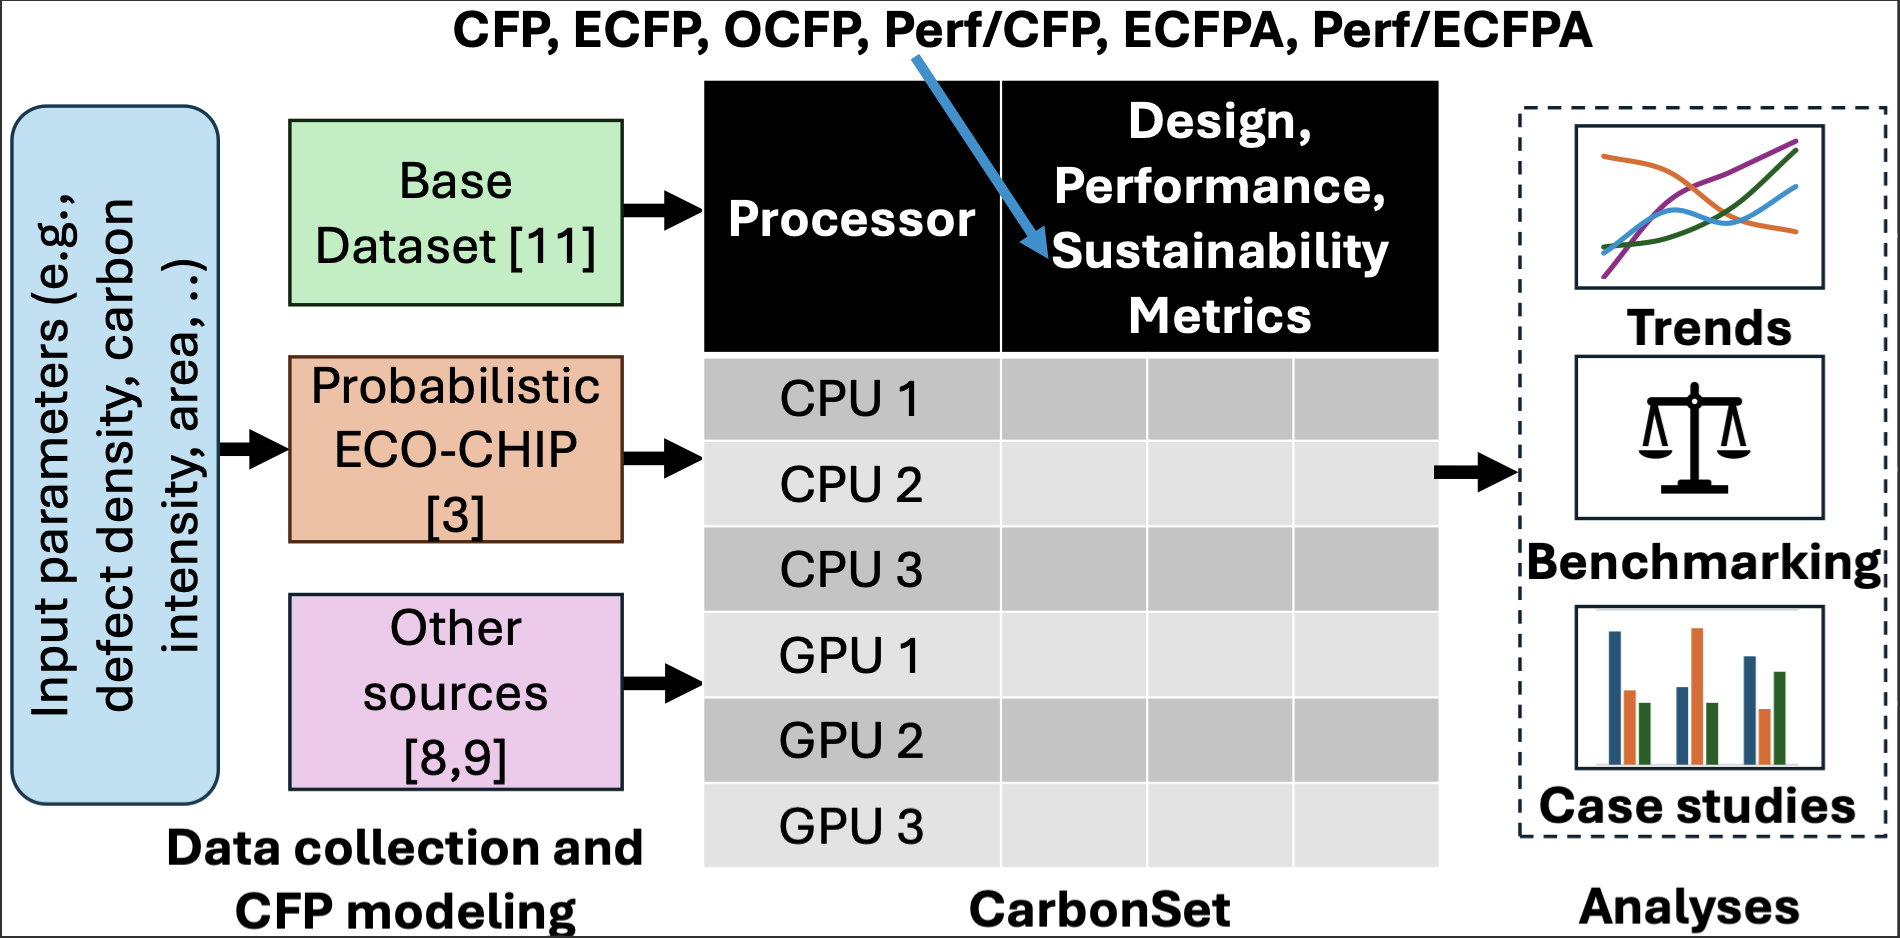 CFP, ECFP, OCFP, Perf/CFP, ECFPA, Perf/ECFPA
Input parameters (e.g.,
defect density, carbon
intensity, area, ..)
Base
Dataset [11]
Probabilistic
ECO-CHIP
[3]
Other
sources
[8,9]
Data collection and
CFP modeling
Processor
Design,
Performance,
Sustainability
Metrics
CPU 1
CPU 2
CPU 3
GPU 1
GPU 2
GPU 3
CarbonSet
Trends
Benchmarking
Case studies
Analyses